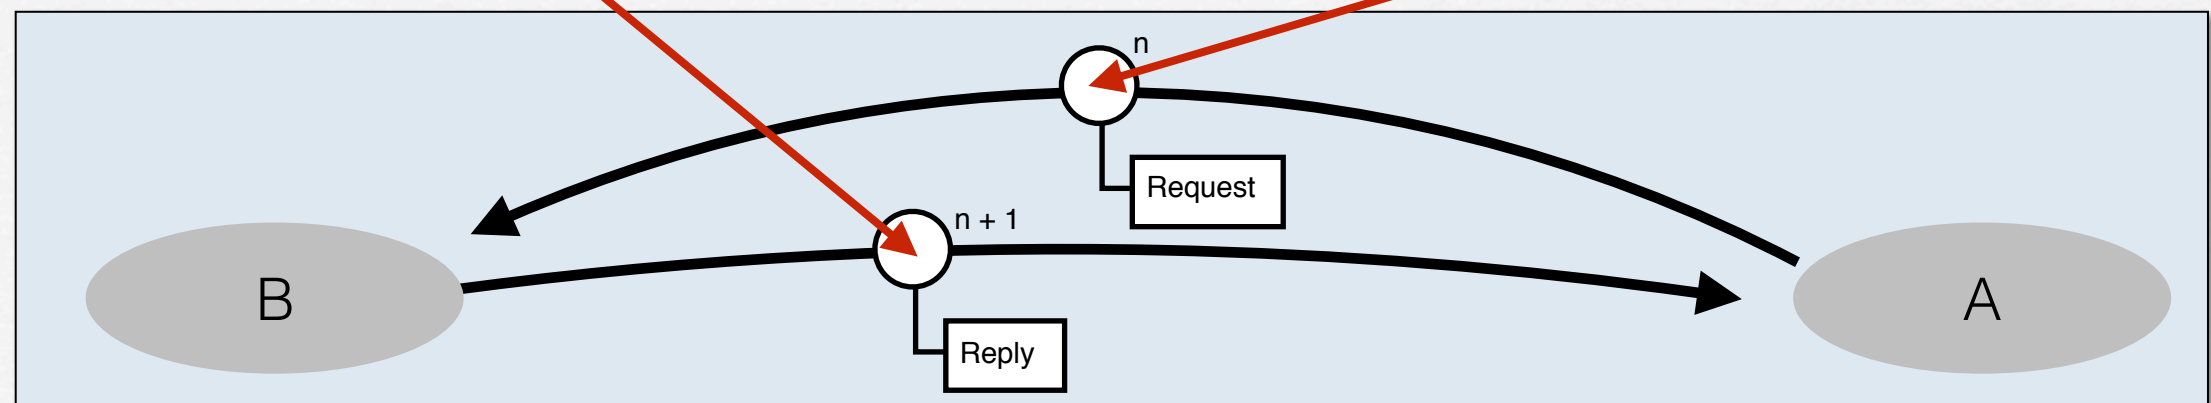 n
Request
n + 1
B
A
Reply